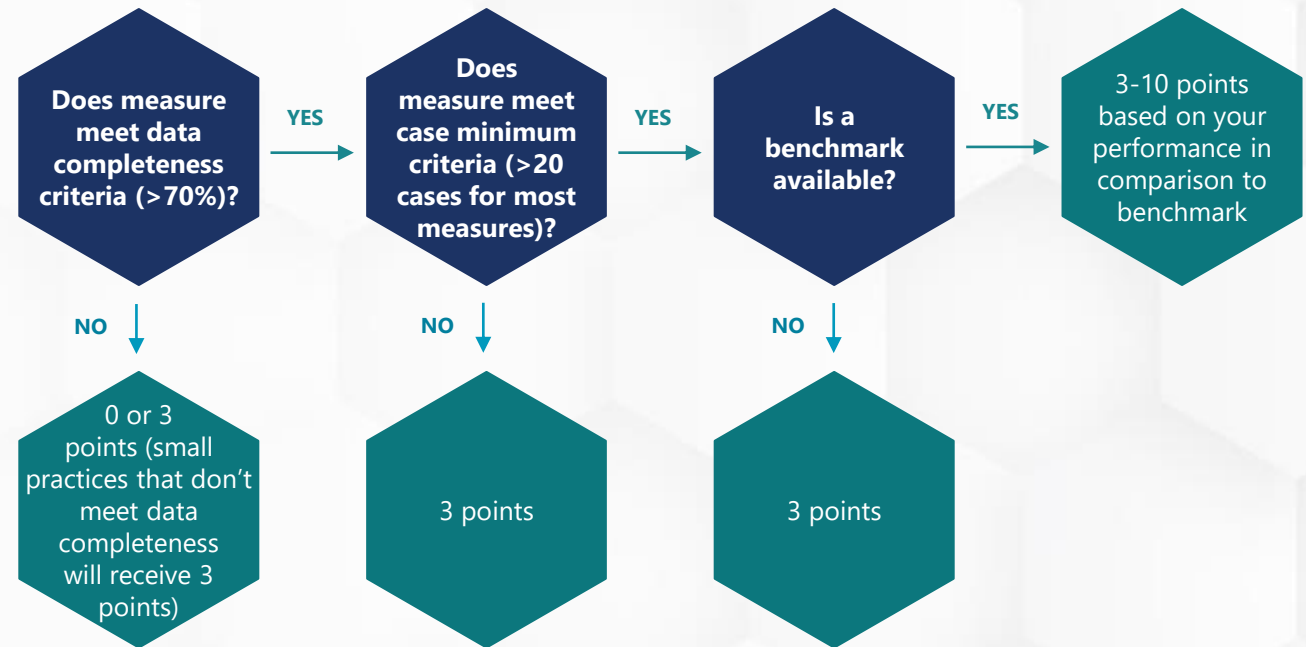 Does measure
meet data
completeness
criteria (>70%)?
YES
Does
measure meet
case minimum
criteria (>20
cases for most
measures)?
YES
Is a
benchmark
available?
YES
3-10 points
based on your
performance in
comparison to
benchmark
NO
NO
NO
0 or 3
points (small
practices that don’t
meet data
completeness
will receive 3
points)
3 points
3 points